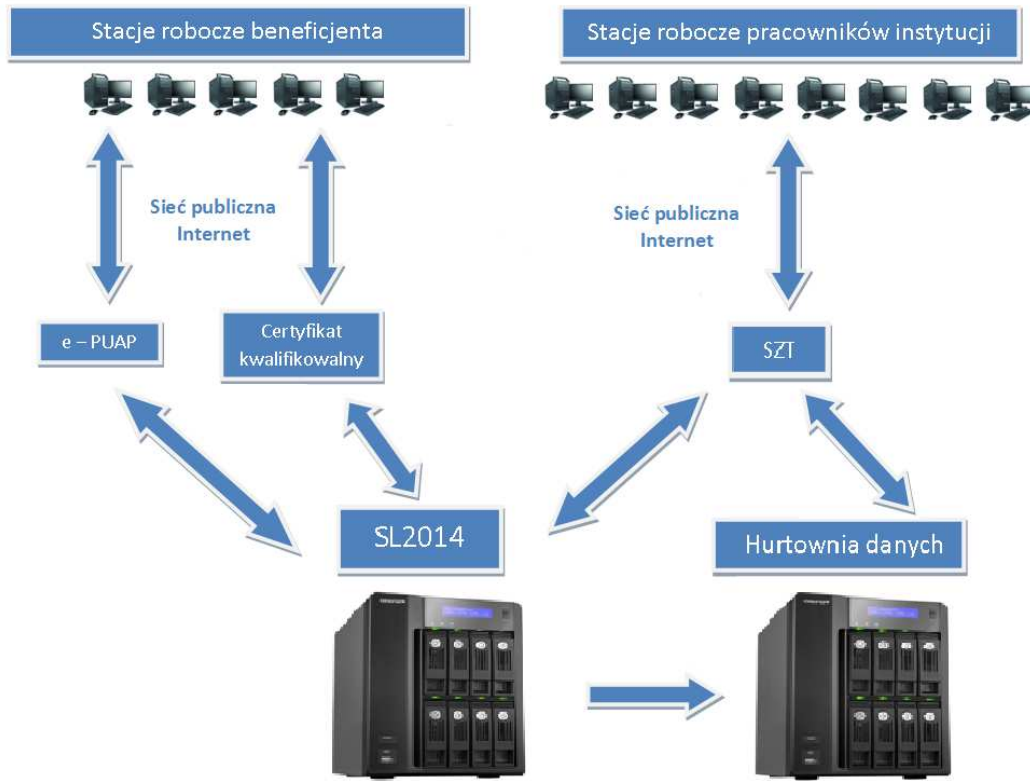 Stacje robocze beneficjenta
Stacje robocze pracowników instytucji
Sieć publiczna
Internet
Sieć publiczna
Internet
e – PUAP
Certyfikat
kwalifikowalny
SZT
SL2014
Hurtownia danych